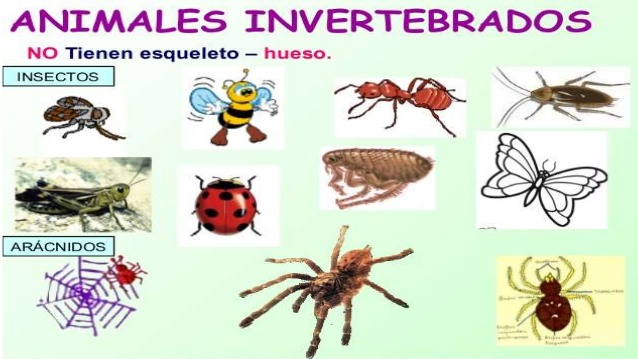 ANIMALES INVERTEBRADOS
NO Tienen esqueleto – hueso.
INSECTOS
ARÁCNIDOS